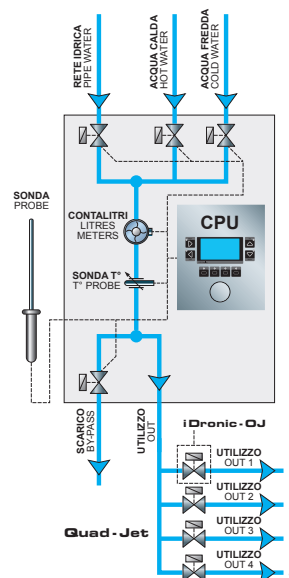 RETE IDRICA
PIPE WATER
ACQUA CALDA
HOT WATER
ACQUA FREDDA
COLD WATER
SONDA
PROBE
CONTALITRI
LITRES
METERS
CPU
SONDA T°
T° PROBE
SCARICO
BY-PASS
UTILIZZO
OUT
iDronic-QJ
UTILIZZO
OUT 1
UTILIZZO
OUT 2
UTILIZZO
OUT 3
UTILIZZO
OUT 4
Quad-Jet